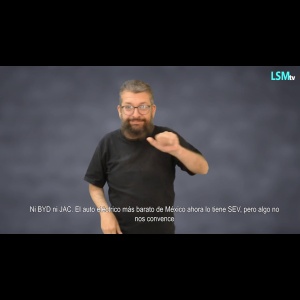 LSMtv
Ni BYD ni JAC. El auto eléctrico más barato de México ahora lo tiene SEV, pero algo no
nos convence